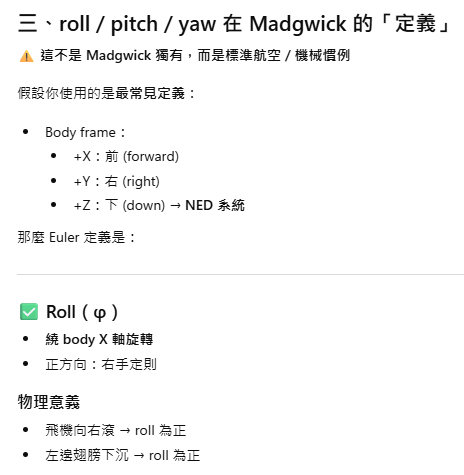 三、roll / pitch / yaw 在 Madgwick 的「定義」
⚠️ 這不是 Madgwick 獨有，而是標準航空 / 機械慣例
假設你使用的是最常見定義：
• Body frame：
• +X：前 (forward)
• +Y：右 (right)
• +Z：下 (down) → NED 系統
那麼 Euler 定義是：
✅ Roll（φ）
• 繞 body X 軸旋轉
• 正方向：右手定則
物理意義
• 飛機向右滾 → roll 為正
• 左邊翅膀下沉 → roll 為正